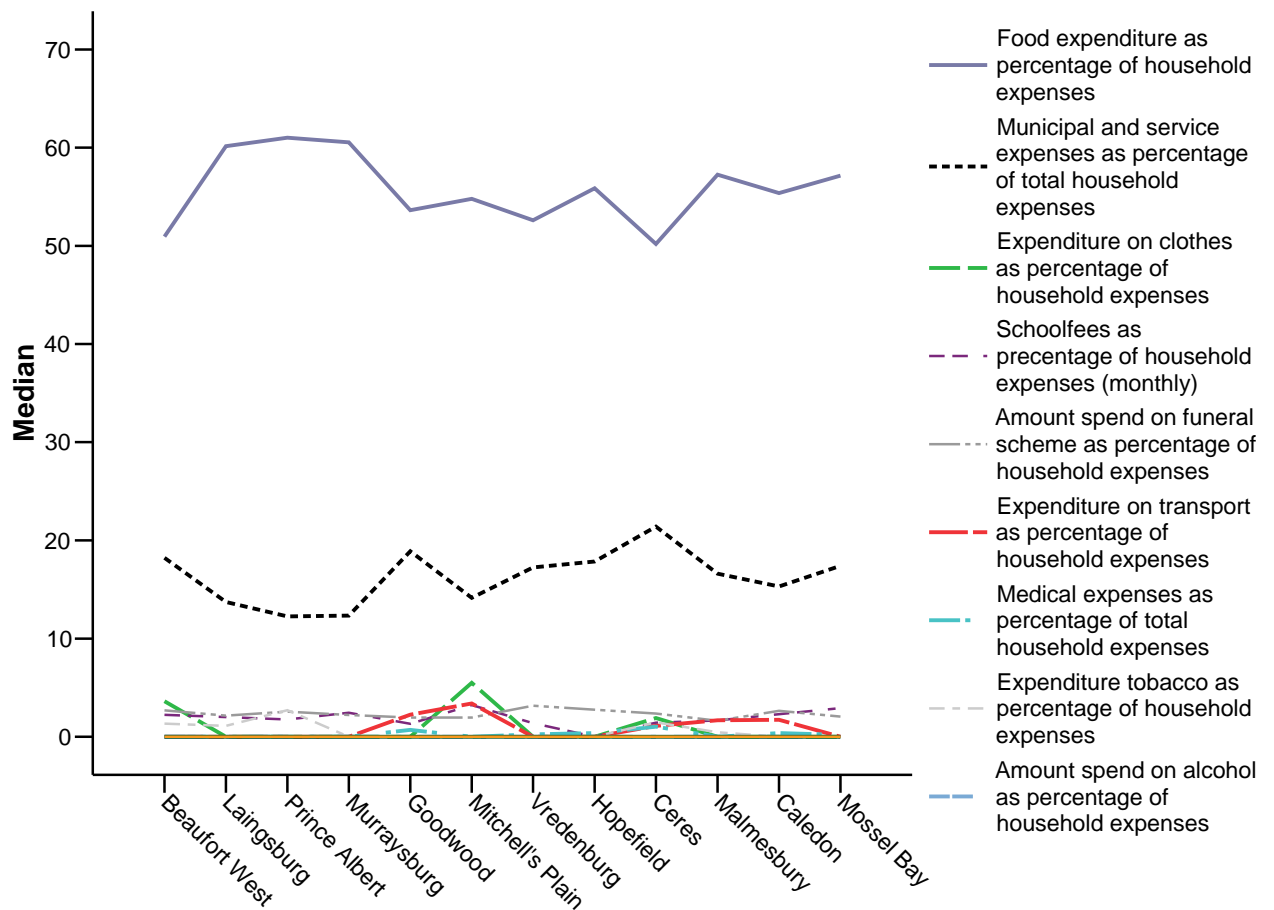 70
60
50
40
30
20
10
0
Median
Beaufort West
Laingsburg
Prince Albert
Murraysburg
Goodwood
Mitchell's Plain
Vredenburg
Hopefield
Ceres
Malmesbury
Caledon
Mossel Bay
Food expenditure as
percentage of household
expenses
Municipal and service
expenses as percentage
of total household
expenses
Expenditure on clothes
as percentage of
household expenses
Schoolfees as
precentage of household
expenses (monthly)
Amount spend on funeral
scheme as percentage of
household expenses
Expenditure on transport
as percentage of
household expenses
Medical expenses as
percentage of total
household expenses
Expenditure tobacco as
percentage of household
expenses
Amount spend on alcohol
as percentage of
household expenses